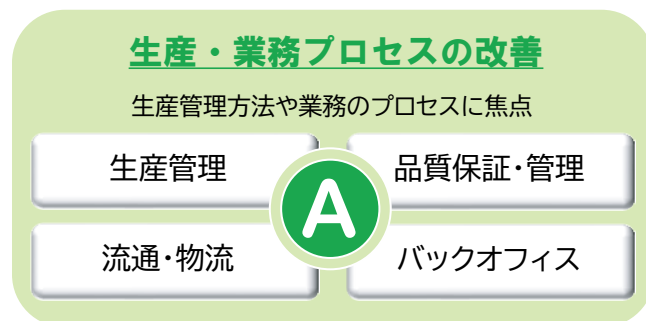 生産・業務プロセスの改善
生産管理方法や業務のプロセスに焦点
生産管理
品質保証・管理
A
流通・物流
バックオフィス